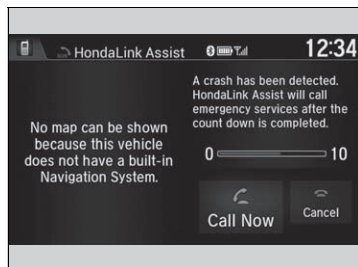 HondaLink Assist
12:34
No map can be shown
because this vehicle
does not have a built-in
Navigation System.
A crash has been detected.
HondaLink Assist will call
emergency services after the
count down is completed.
0 10
Call Now
Cancel